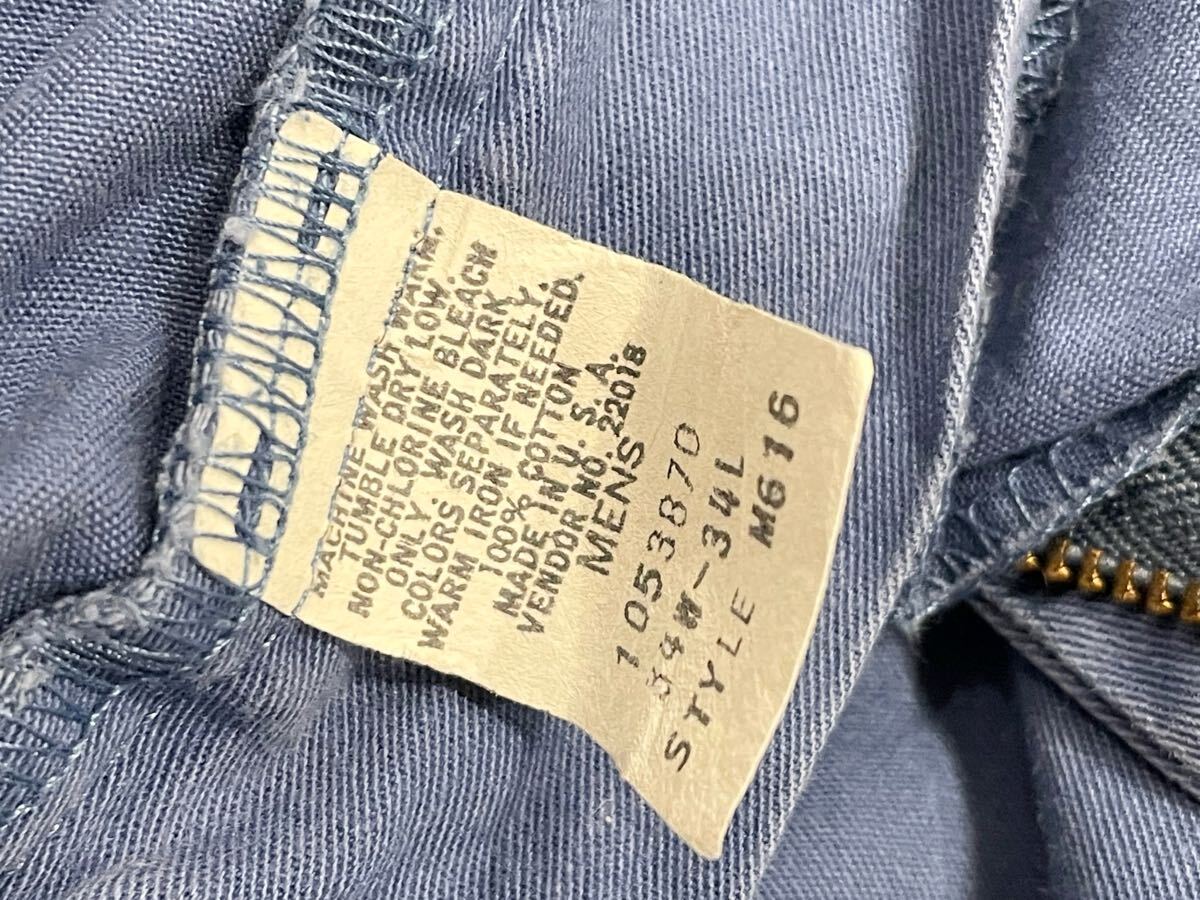 MACHINE WASH WARM.
TUMBLE DRY LOW.
NON-CHLORINE BLEACH
ONLY. WASH DARK
COLORS SEPARATELY.
WARM IRON IF NEEDED.
100% COTTON
MADE IN U. S. A.
VENDOR NO. 22018
MENS
1053870
34W-34L
STYLE M616